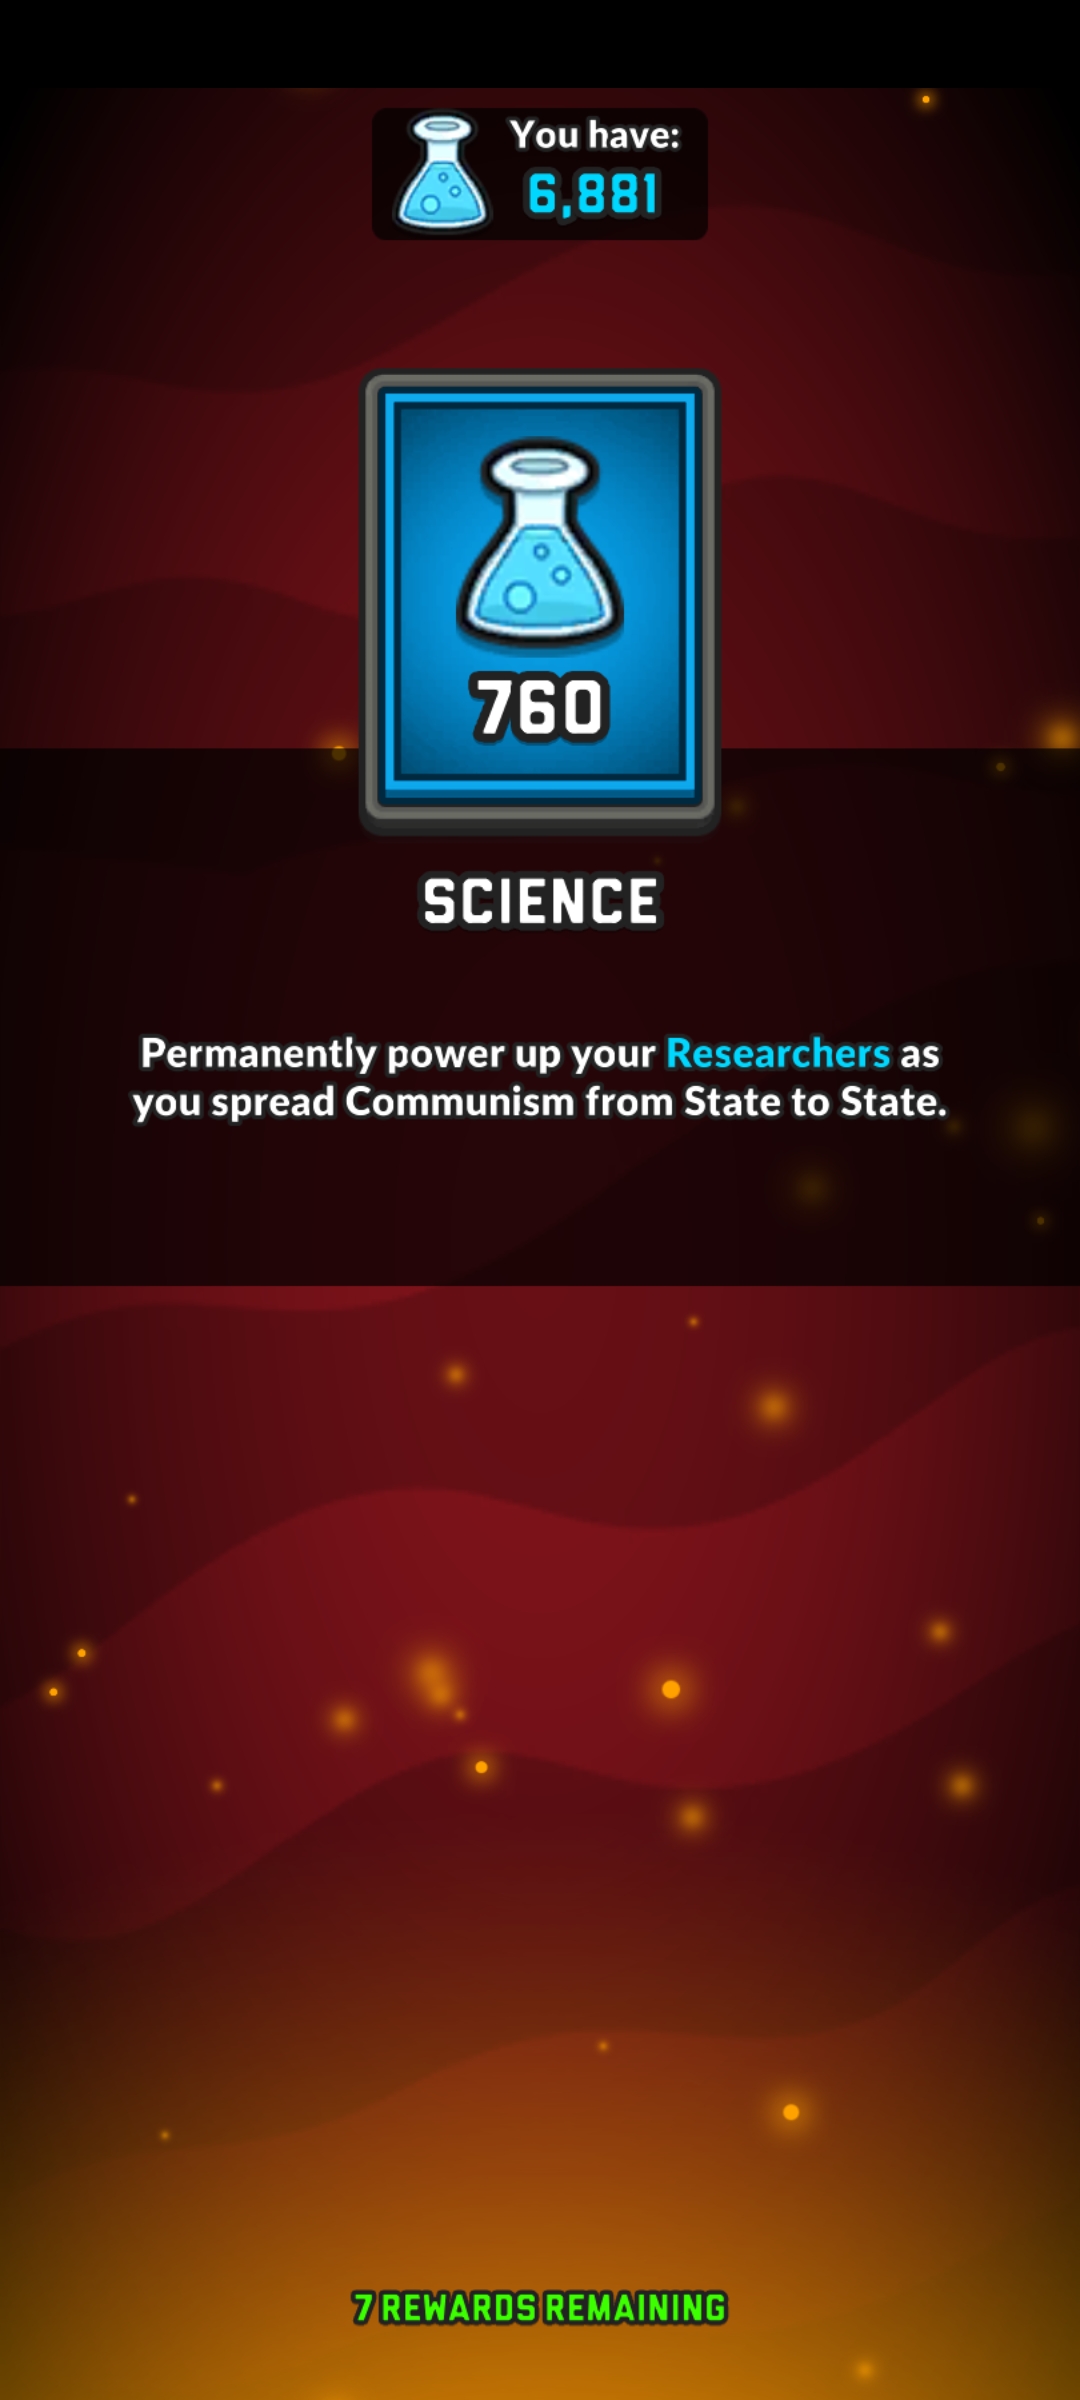 You have:
6,881
760
SCIENCE
Permanently power up your Researchers as
you spread Communism from State to State.
7 REWARDS REMAINING